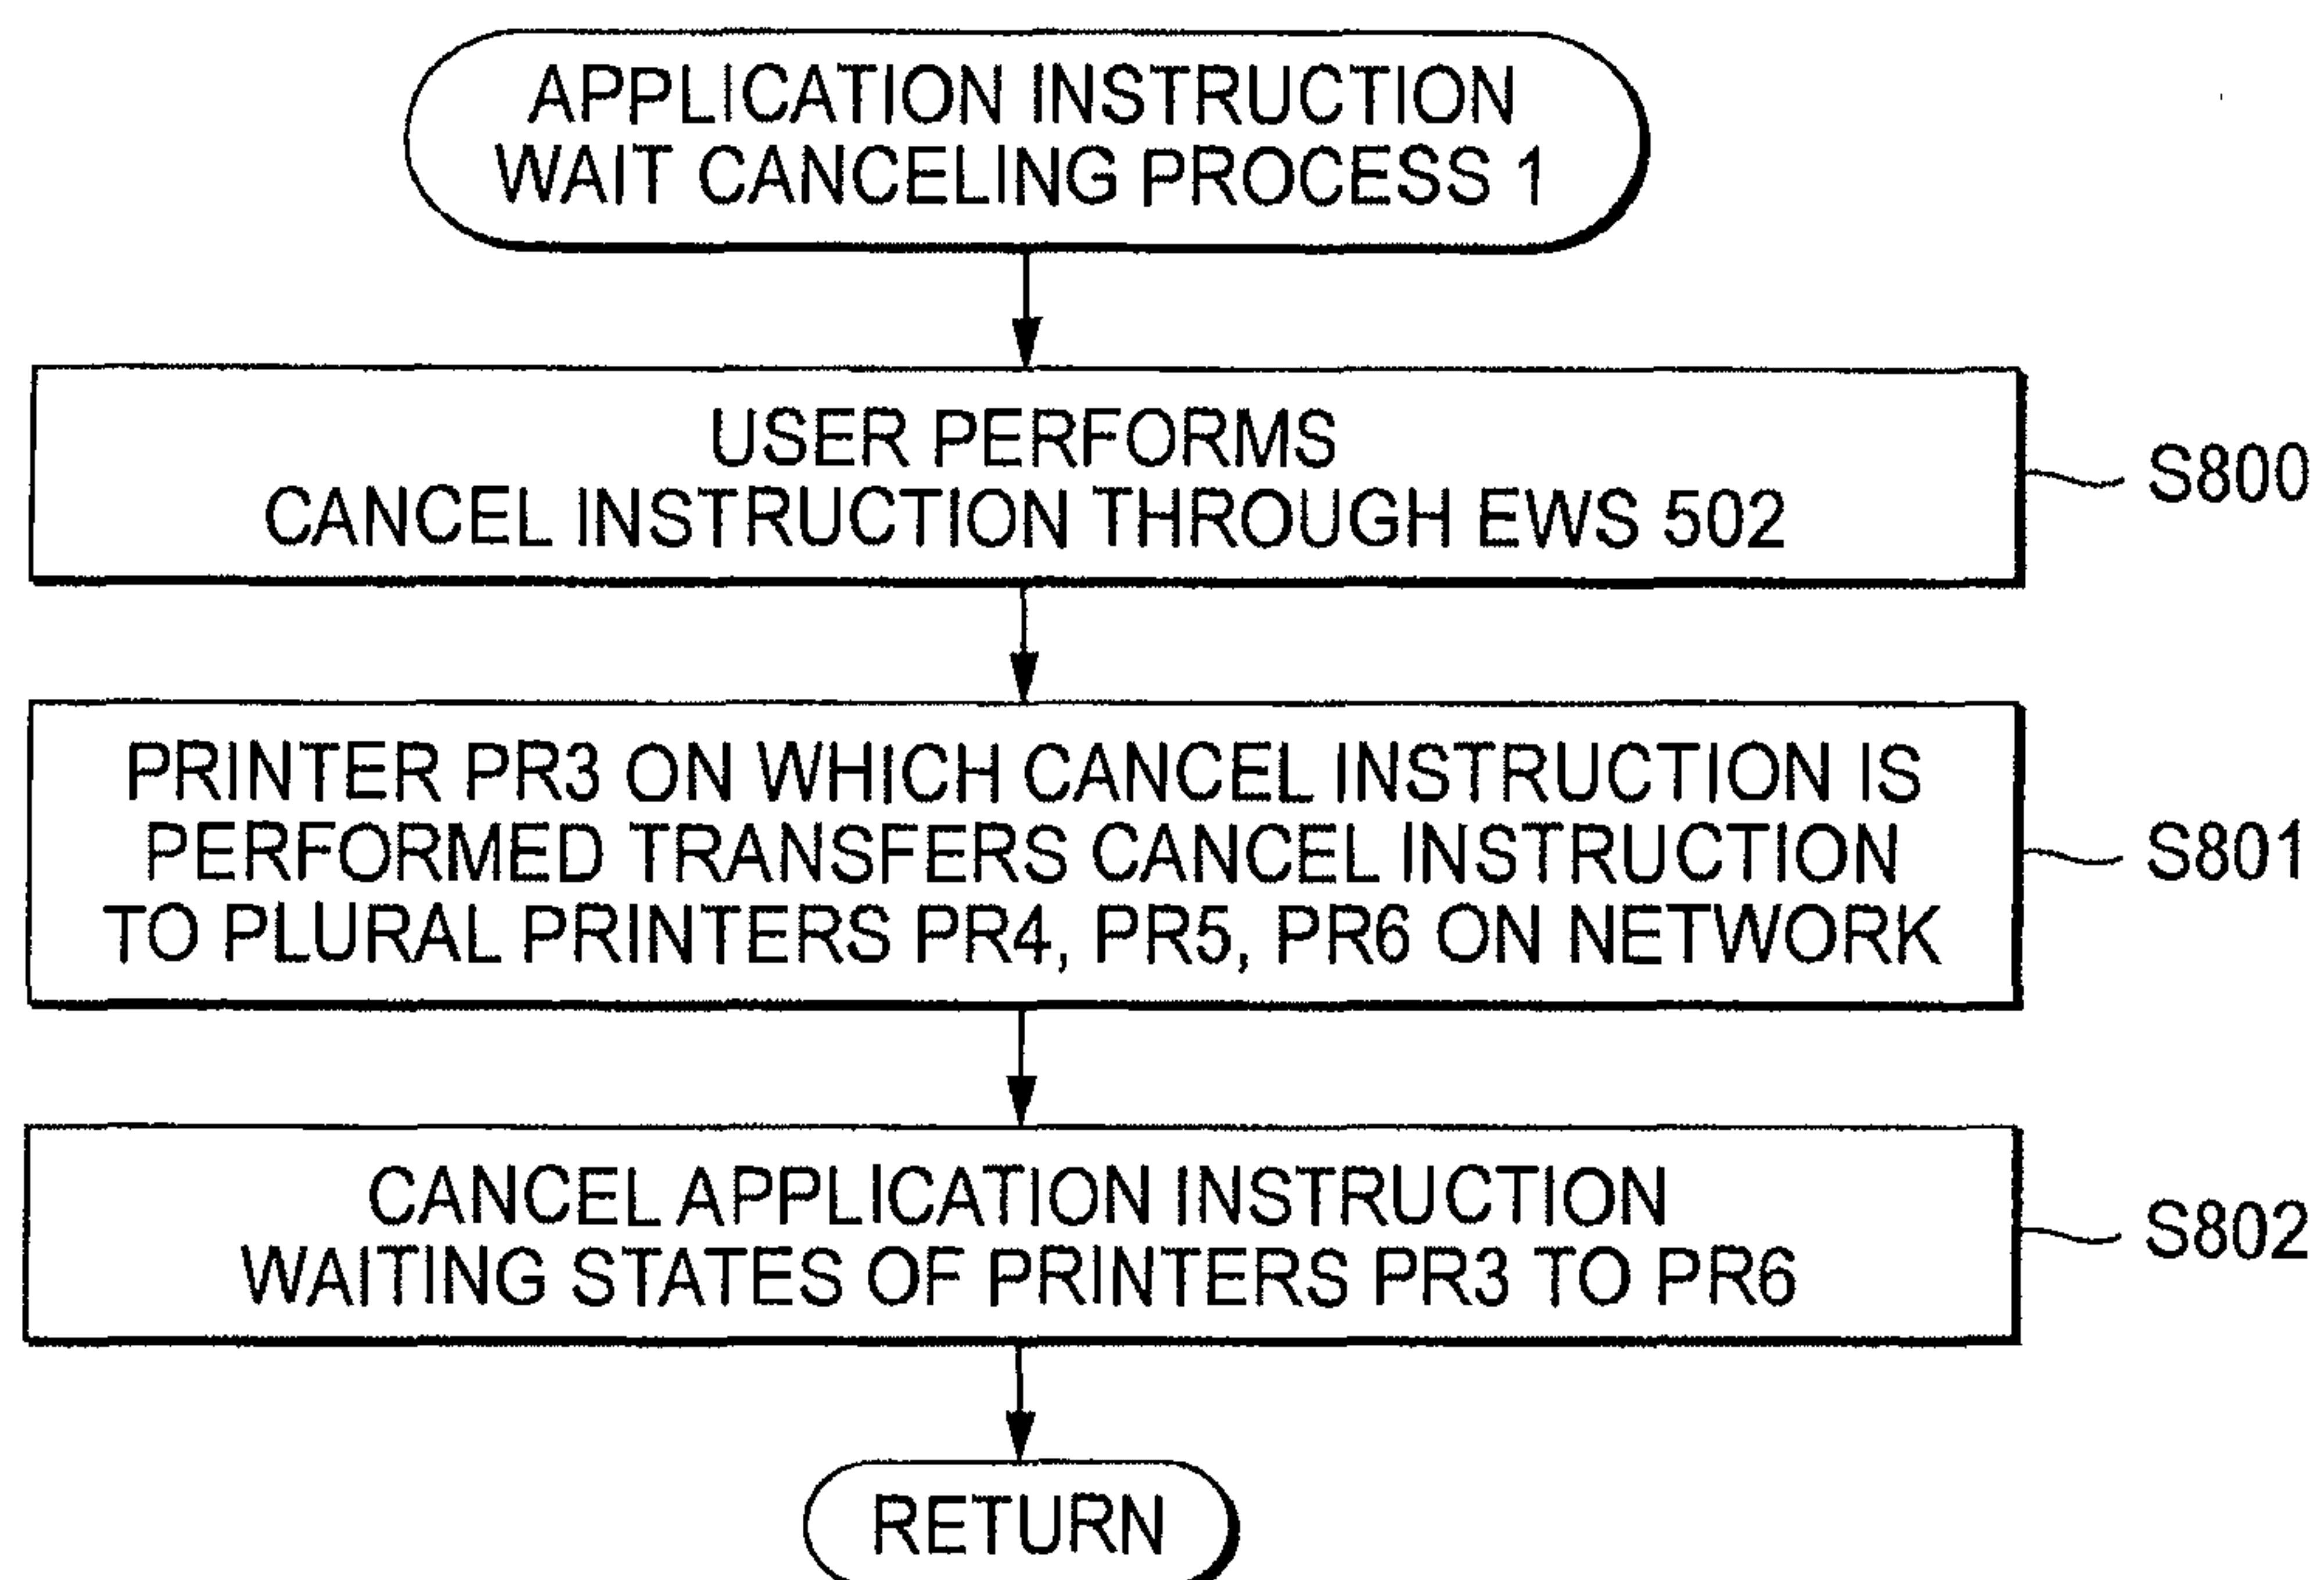 APPLICATION INSTRUCTION
WAIT CANCELING PROCESS 1
USER PERFORMS
CANCEL INSTRUCTION THROUGH EWS 502
S800
PRINTER PR3 ON WHICH CANCEL INSTRUCTION IS
PERFORMED TRANSFERS CANCEL INSTRUCTION
TO PLURAL PRINTERS PR4, PR5, PR6 ON NETWORK
S801
CANCEL APPLICATION INSTRUCTION
WAITING STATES OF PRINTERS PR3 TO PR6
S802
RETURN